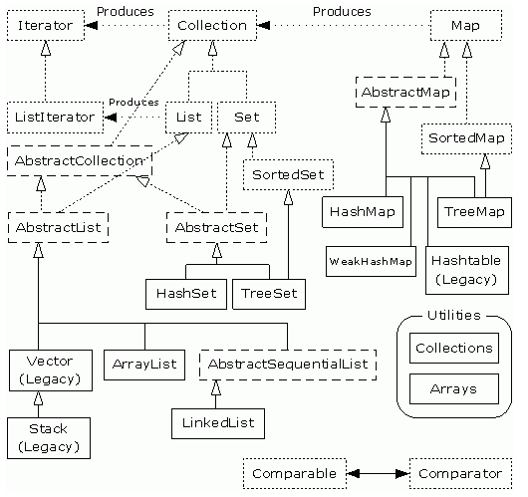 Produces
Produces
Iterator
Collection
Map
AbstractMap
Produces
ListIterator
List
Set
SortedMap
AbstractCollection
SortedSet
HashMap
TreeMap
AbstractList
AbstractSet
WeakHashMap
Hashtable
(Legacy)
HashSet
TreeSet
Utilities
Collections
Vector
(Legacy)
ArrayList
AbstractSequentialList
Arrays
LinkedList
Stack
(Legacy)
Comparable
Comparator